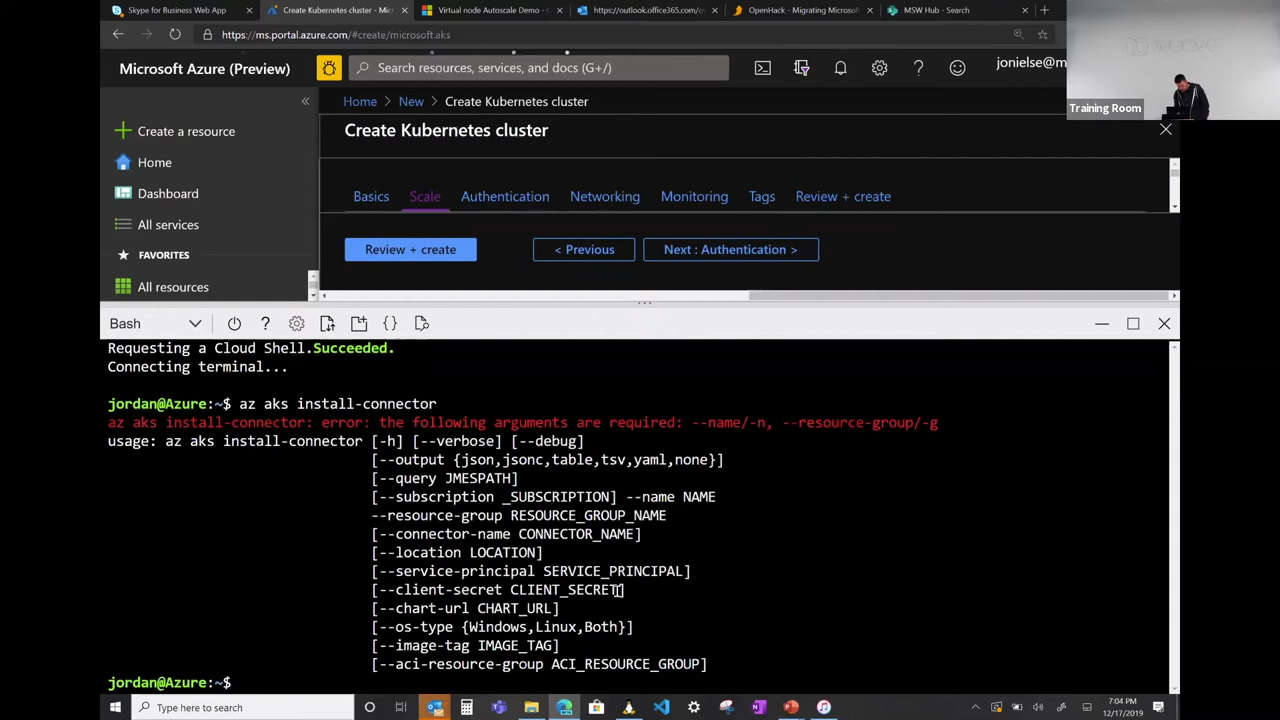 Skype for Business Web App
Create Kubernetes cluster - Mic
Virtual node Autoscale Demo -
https://outlook.office365.com/o
OpenHack - Migrating Microsof
MSW Hub - Search
https://ms.portal.azure.com/#create/microsoft.aks
Microsoft Azure (Preview)
Search resources, services, and docs (G+/)
jonielse@m
Training Room
Create a resource
Home
Dashboard
All services
FAVORITES
All resources
Home > New > Create Kubernetes cluster
Create Kubernetes cluster
Basics Scale Authentication Networking Monitoring Tags Review + create
Review + create
< Previous
Next : Authentication >
Bash
Requesting a Cloud Shell.Succeeded.
Connecting terminal...
jordan@Azure:~$ az aks install-connector
az aks install-connector: error: the following arguments are required: --name/-n, --resource-group/-g
usage: az aks install-connector [-h] [--verbose] [--debug]
[--output {json,jsonc,table,tsv,yaml,none}]
[--query JMESPATH]
[--subscription _SUBSCRIPTION] --name NAME
--resource-group RESOURCE_GROUP_NAME
[--connector-name CONNECTOR_NAME]
[--location LOCATION]
[--service-principal SERVICE_PRINCIPAL]
[--client-secret CLIENT_SECRET]
[--chart-url CHART_URL]
[--os-type {Windows,Linux,Both}]
[--image-tag IMAGE_TAG]
[--aci-resource-group ACI_RESOURCE_GROUP]
jordan@Azure:~$
Type here to search
7:04 PM
12/17/2019